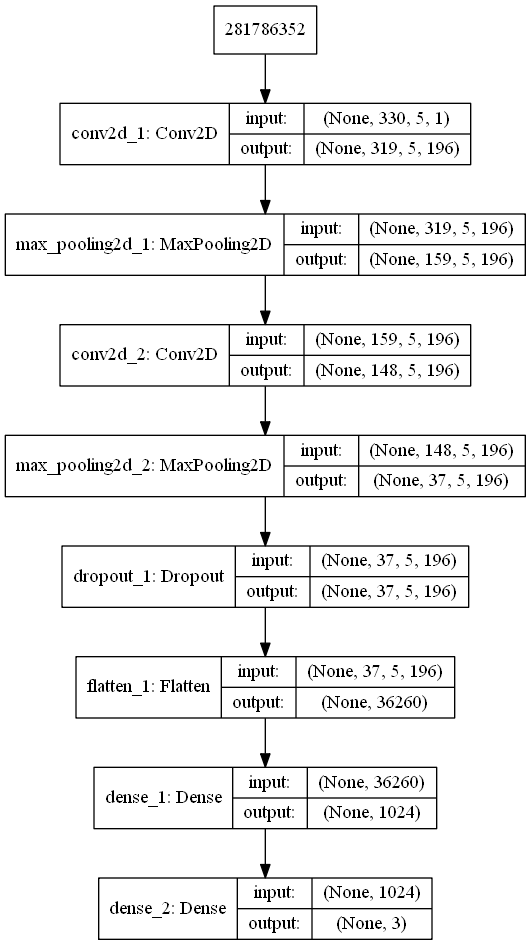 281786352
conv2d_1: Conv2D
input: (None, 330, 5, 1)
output: (None, 319, 5, 196)
max_pooling2d_1: MaxPooling2D
input: (None, 319, 5, 196)
output: (None, 159, 5, 196)
conv2d_2: Conv2D
input: (None, 159, 5, 196)
output: (None, 148, 5, 196)
max_pooling2d_2: MaxPooling2D
input: (None, 148, 5, 196)
output: (None, 37, 5, 196)
dropout_1: Dropout
input: (None, 37, 5, 196)
output: (None, 37, 5, 196)
flatten_1: Flatten
input: (None, 37, 5, 196)
output: (None, 36260)
dense_1: Dense
input: (None, 36260)
output: (None, 1024)
dense_2: Dense
input: (None, 1024)
output: (None, 3)